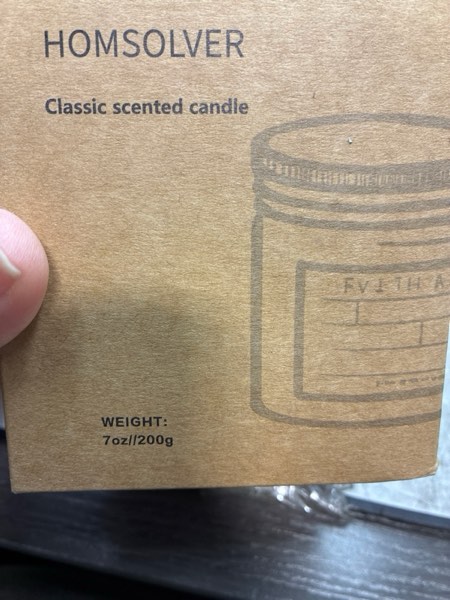 HOMSOLVER
Classic scented candle
WEIGHT:
7oz//200g